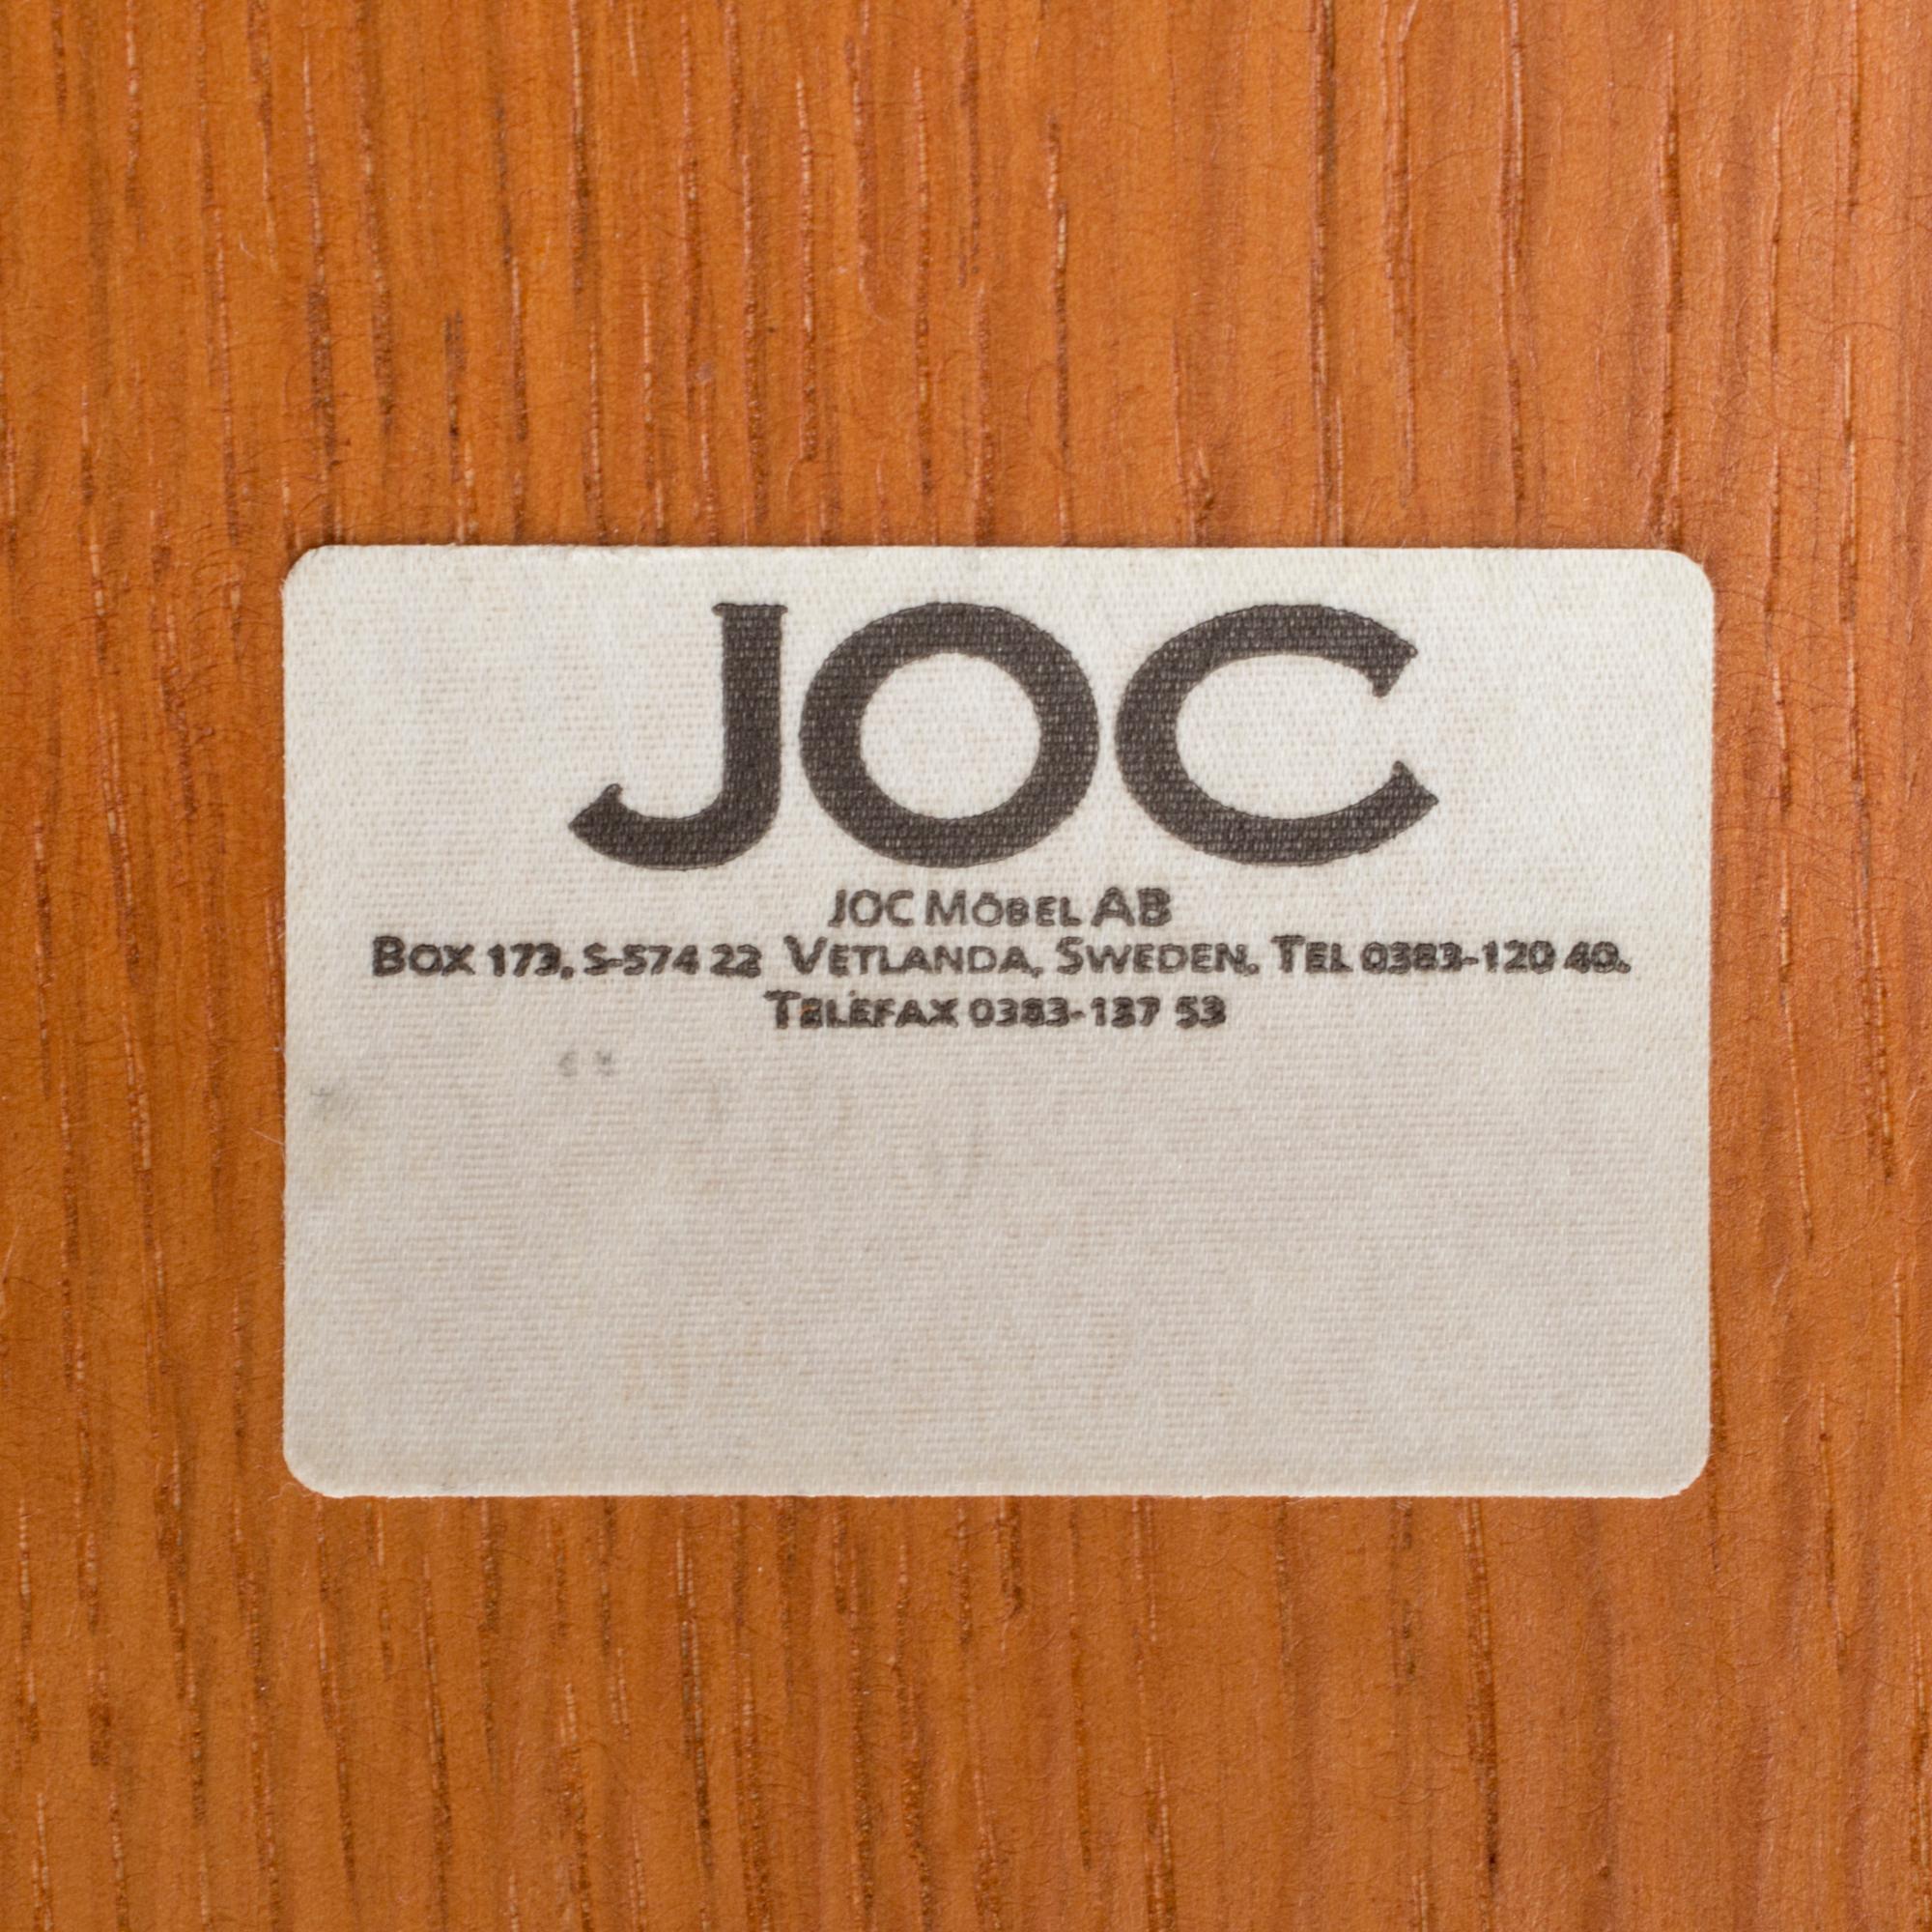 JOC
JOC MÖBEL AB
BOX 173, S-574 22 VETLANDA, SWEDEN. TEL 0383-120 40.
TELEFAX 0383-137 53